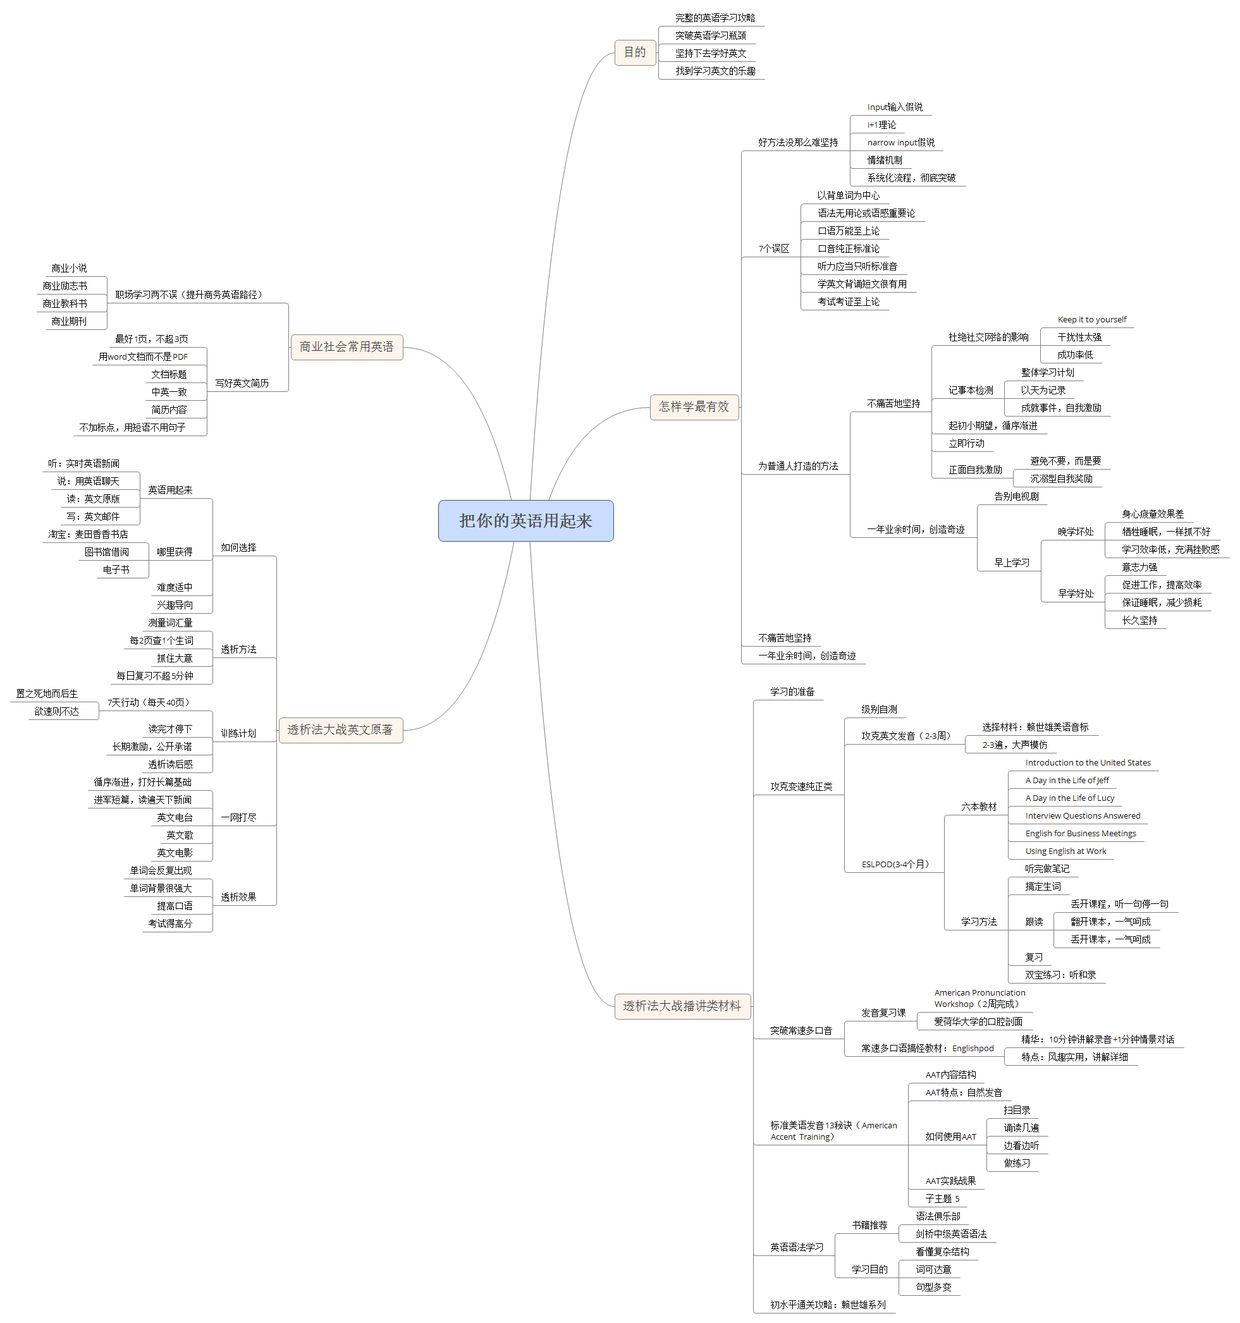 把你的英语用起来
目的
完整的英语学习攻略
突破英语学习瓶颈
坚持下去学好英文
找到学习英文的乐趣
怎样学最有效
好方法没那么难坚持
Input输入假说
i+1理论
narrow input假说
情绪机制
系统化流程，彻底突破
7个误区
以背单词为中心
语法无用论或语感重要论
口语万能至上论
口音纯正标准论
听力应当只听标准音
学英文背诵短文很有用
考试考证至上论
为普通人打造的方法
不痛苦地坚持
杜绝社交网络的影响
Keep it to yourself
干扰性太强
成功率低
记事本检测
整体学习计划
以天为记录
成就事件，自我激励
起初小期望，循序渐进
立即行动
正面自我激励
避免不要，而是要
沉溺型自我奖励
一年业余时间，创造奇迹
告别电视剧
早上学习
晚学坏处
身心疲惫效果差
牺牲睡眠，一样抓不好
学习效率低，充满挫败感
早学好处
意志力强
促进工作，提高效率
保证睡眠，减少损耗
长久坚持
不痛苦地坚持
一年业余时间，创造奇迹
透析法大战播讲类材料
学习的准备
攻克变速纯正类
级别自测
攻克英文发音（2-3周）
选择材料：赖世雄美语音标
2-3遍，大声模仿
ESLPOD(3-4个月）
六本教材
Introduction to the United States
A Day in the Life of Jeff
A Day in the Life of Lucy
Interview Questions Answered
English for Business Meetings
Using English at Work
学习方法
听完做笔记
搞定生词
跟读
丢开课程，听一句停一句
翻开课本，一气呵成
丢开课本，一气呵成
复习
双宝练习：听和录
突破常速多口音
发音复习课
American Pronunciation
Workshop（2周完成）
爱荷华大学的口腔剖面
常速多口语搞怪教材：Englishpod
精华：10分钟讲解录音+1分钟情景对话
特点：风趣实用，讲解详细
标准美语发音13秘诀（American
Accent Training）
AAT内容结构
AAT特点：自然发音
如何使用AAT
扫目录
诵读几遍
边看边听
做练习
AAT实践战果
子主题 5
英语语法学习
书籍推荐
语法俱乐部
剑桥中级英语语法
学习目的
看懂复杂结构
词可达意
句型多变
初水平通关攻略：赖世雄系列
商业社会常用英语
职场学习两不误（提升商务英语路径）
商业小说
商业励志书
商业教科书
商业期刊
写好英文简历
最好1页，不超3页
用word文档而不是PDF
文档标题
中英一致
简历内容
不加标点，用短语不用句子
透析法大战英文原著
如何选择
英语用起来
听：实时英语新闻
说：用英语聊天
读：英文原版
写：英文邮件
哪里获得
淘宝：麦田香香书店
图书馆借阅
电子书
难度适中
兴趣导向
透析方法
测量词汇量
每2页查1个生词
抓住大意
每日复习不超5分钟
训练计划
7天行动（每天40页）
置之死地而后生
欲速则不达
读完才停下
长期激励，公开承诺
透析读后感
一网打尽
循序渐进，打好长篇基础
进军短篇，读遍天下新闻
英文电台
英文歌
英文电影
透析效果
单词会反复出现
单词背景很强大
提高口语
考试得高分